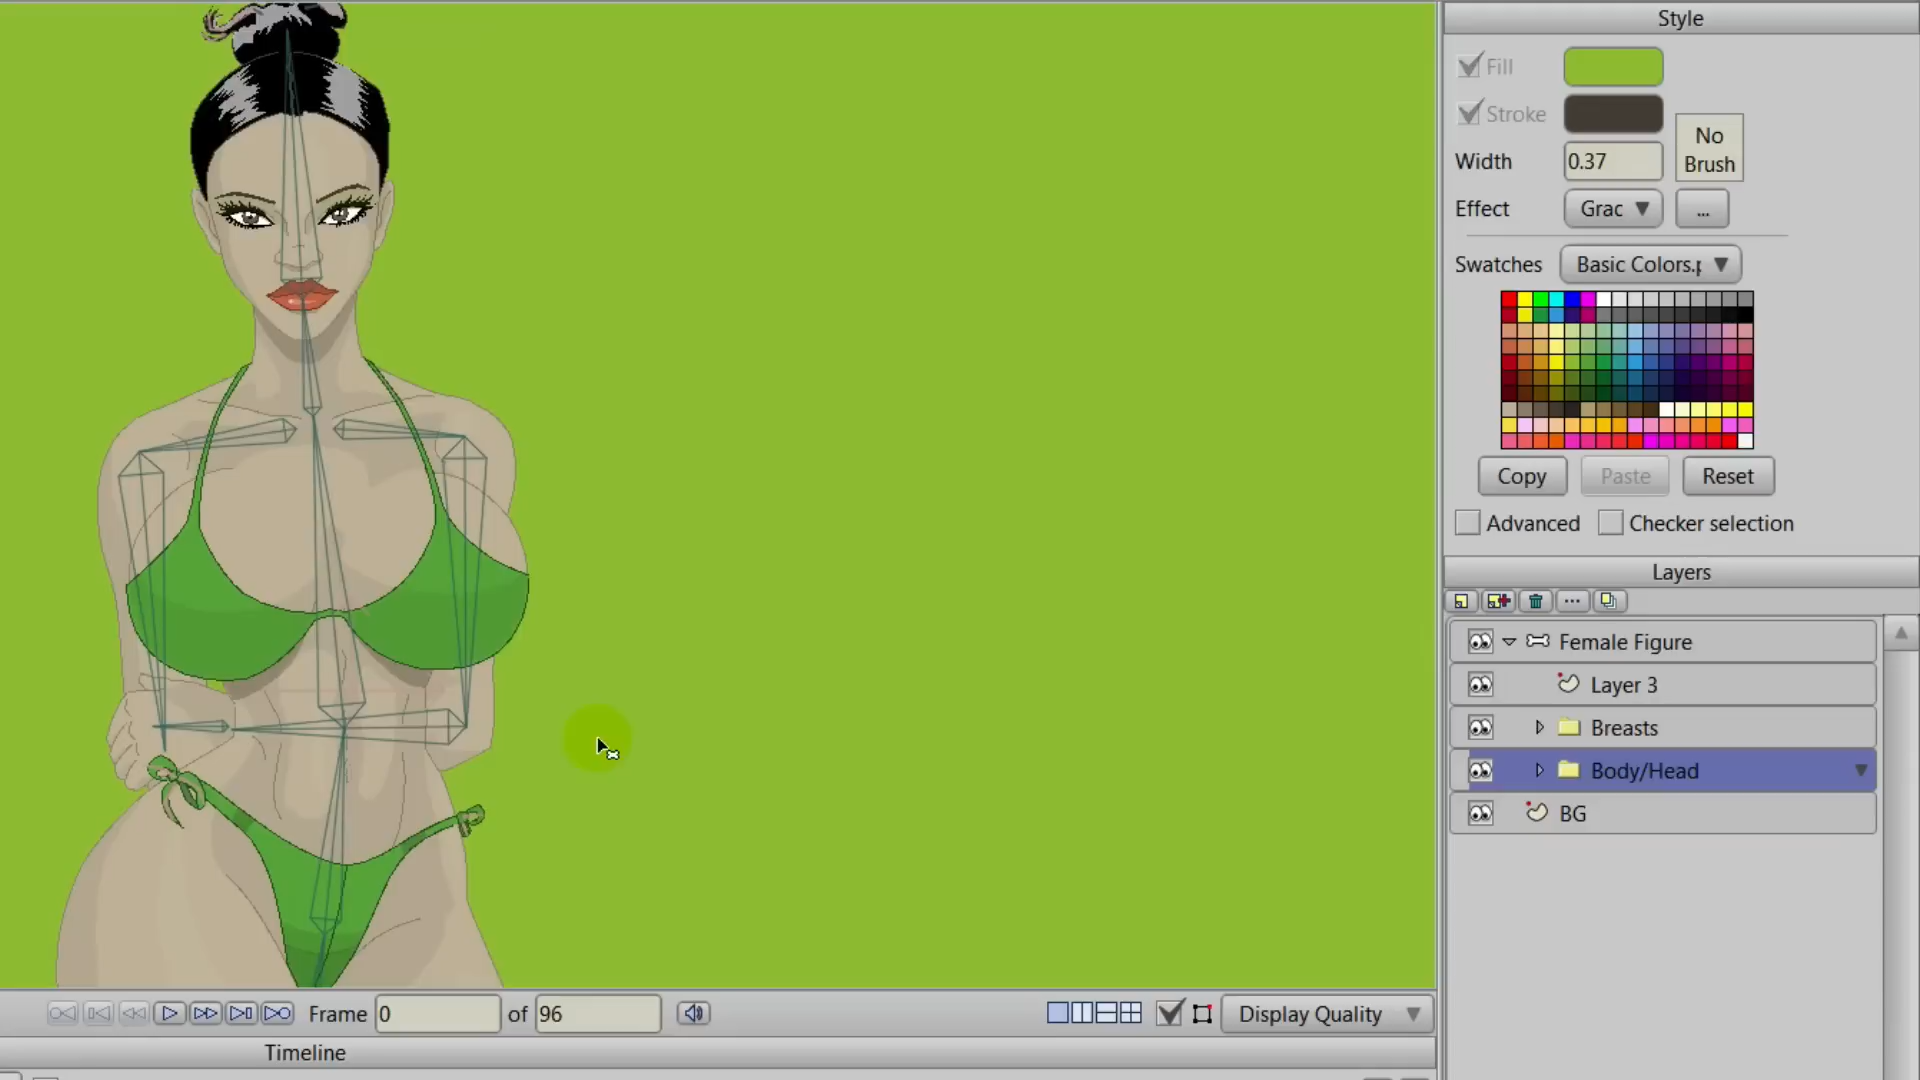 Style
Fill
Stroke
No
Brush
Width 0.37
Effect Grac ...
Swatches Basic Colors.p
Copy Paste Reset
Advanced Checker selection
Layers
Female Figure
Layer 3
Breasts
Body/Head
BG
Frame 0 of 96 Display Quality
Timeline